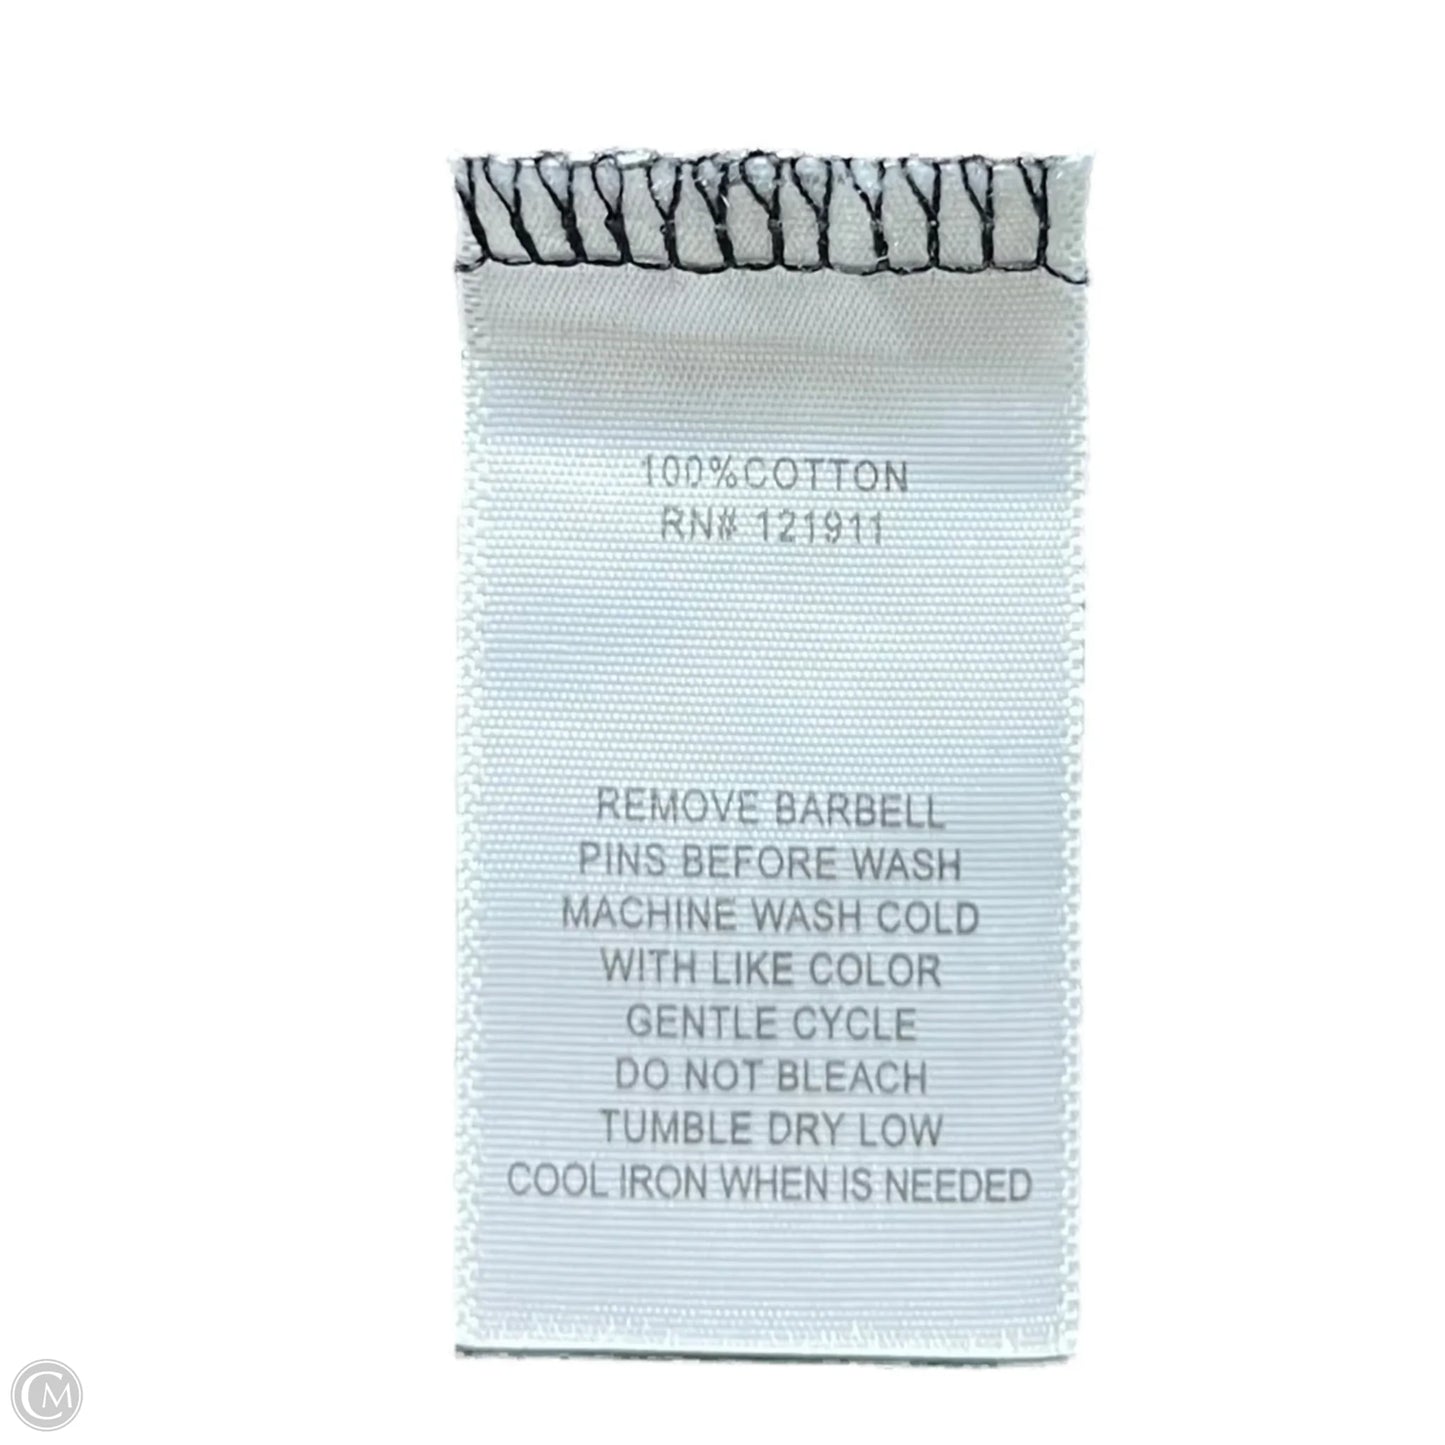 100%COTTON
RN# 121911
REMOVE BARBELL
PINS BEFORE WASH
MACHINE WASH COLD
WITH LIKE COLOR
GENTLE CYCLE
DO NOT BLEACH
TUMBLE DRY LOW
COOL IRON WHEN IS NEEDED
CM